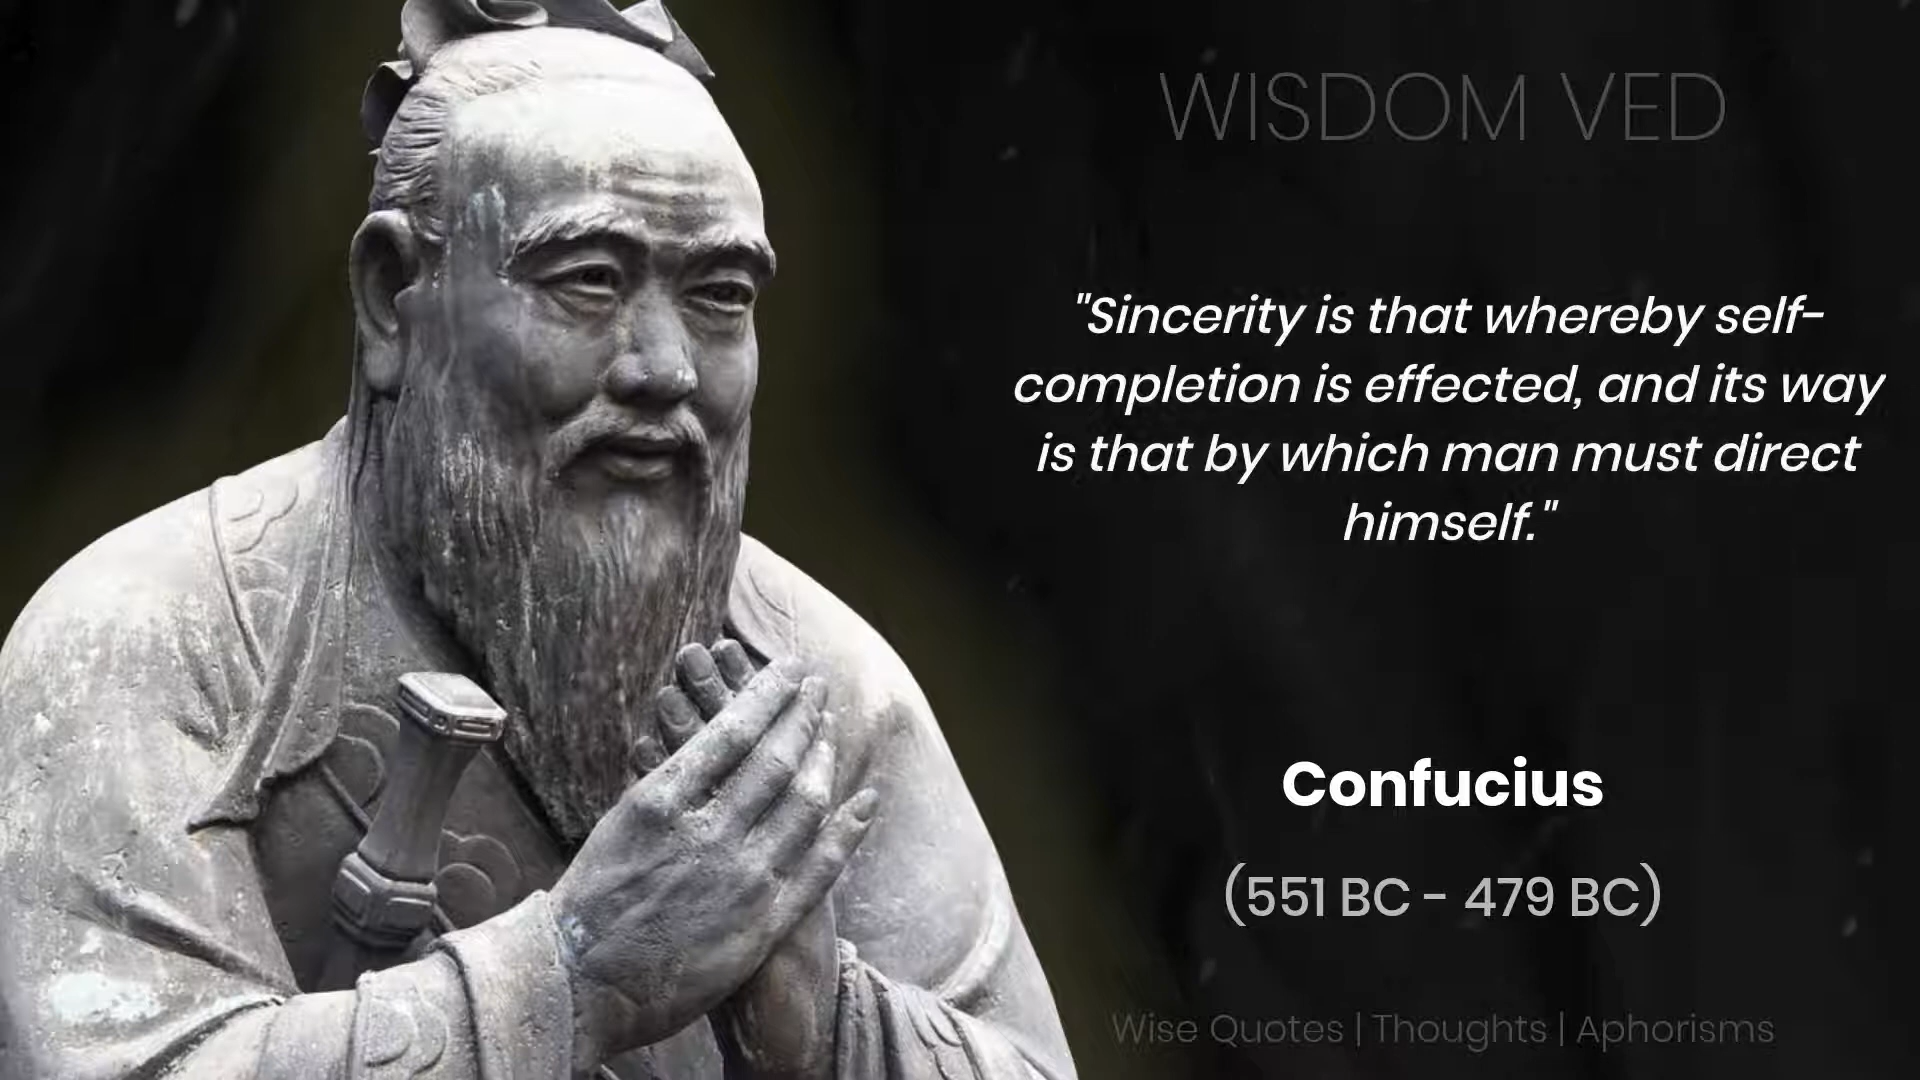 WISDOM VED
"Sincerity is that whereby self-
completion is effected, and its way
is that by which man must direct
himself."
Confucius
(551 BC - 479 BC)
Wise Quotes | Thoughts | Aphorisms